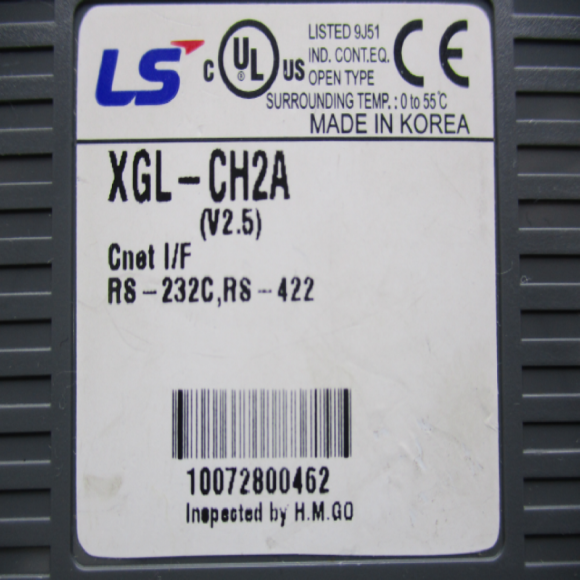 LS
C UL US
LISTED 9J51
IND. CONT.EQ.
OPEN TYPE
CE
SURROUNDING TEMP.: 0 to 55℃
MADE IN KOREA
XGL-CH2A
(V2.5)
Cnet I/F
RS-232C,RS-422
10072800462
Inspected by H.M.GO